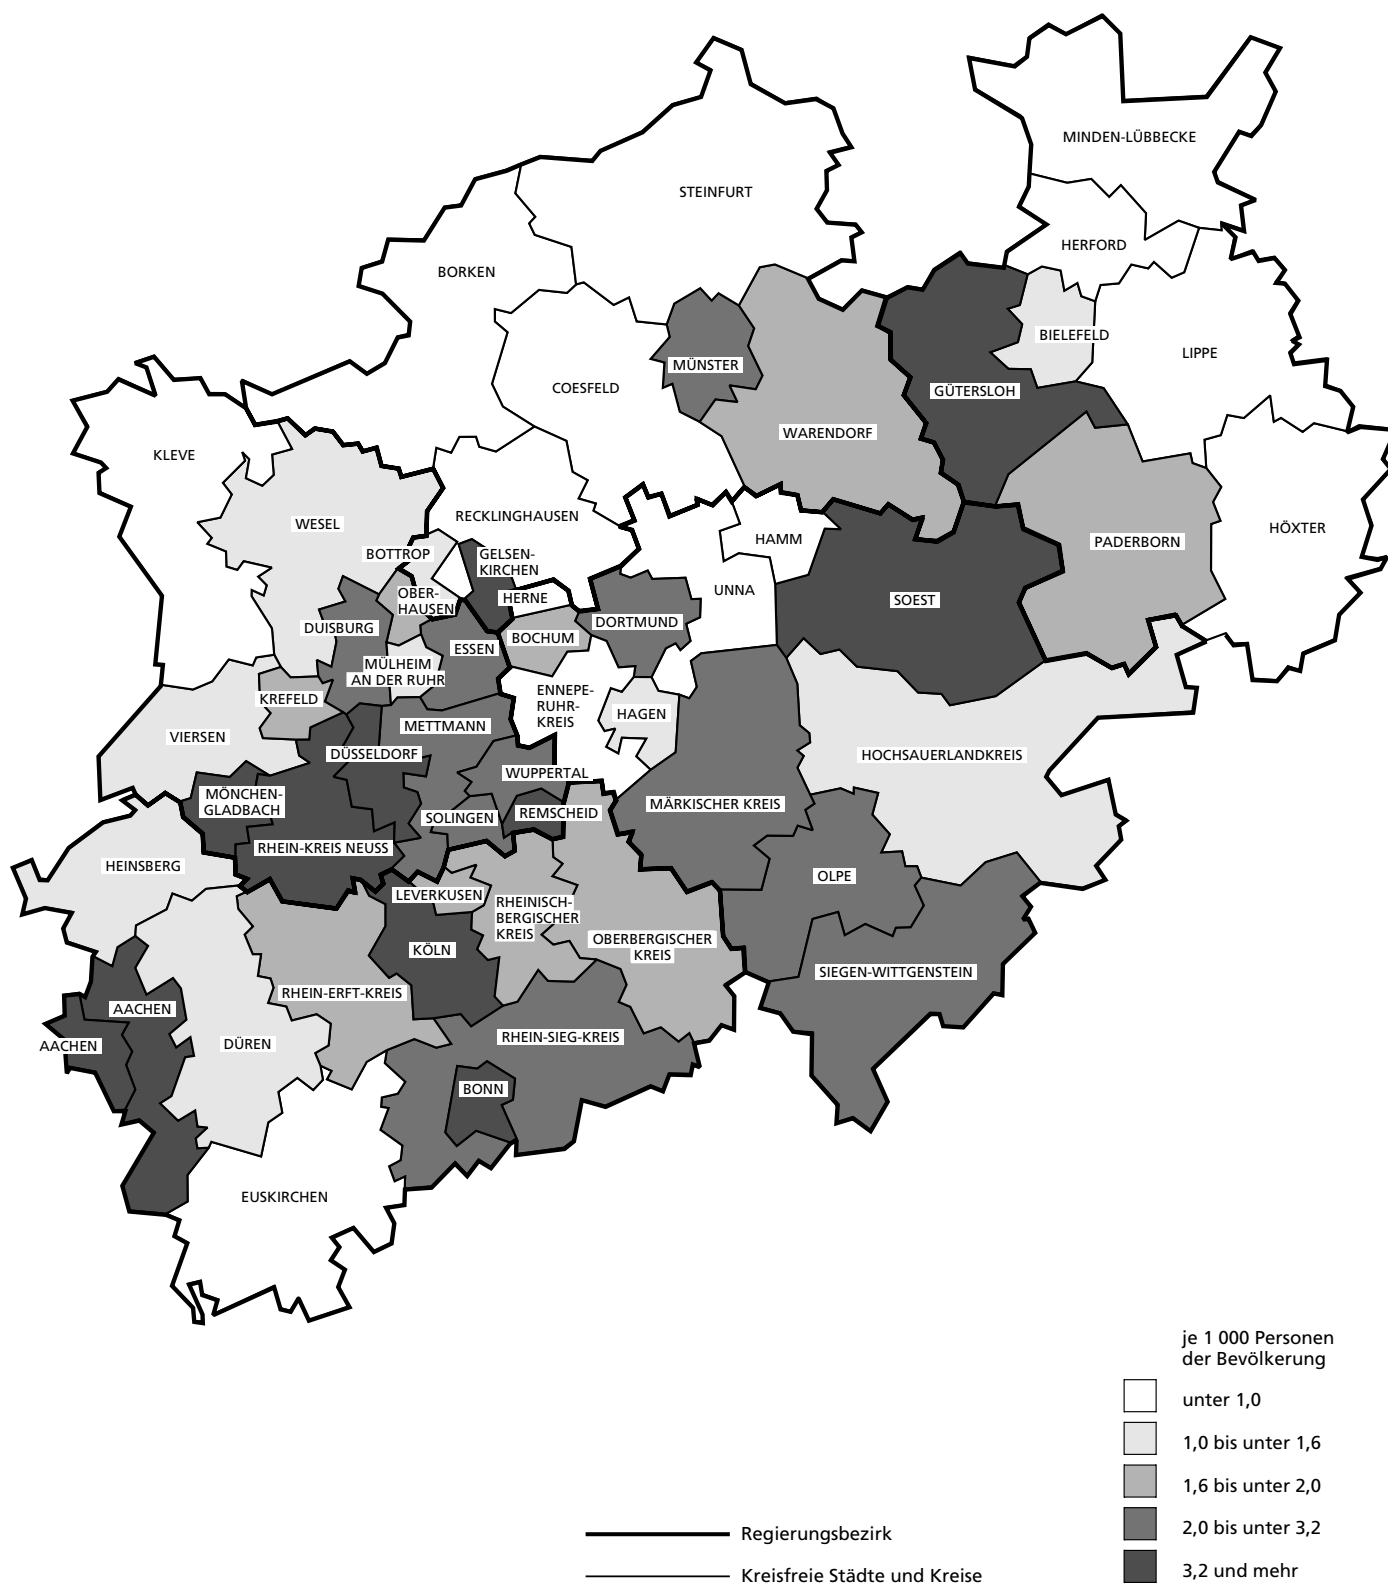 MINDEN-LÜBBECKE
STEINFURT
HERFORD
BORKEN
BIELEFELD
LIPPE
MÜNSTER
COESFELD
GÜTERSLOH
WARENDORF
KLEVE
RECKLINGHAUSEN
WESEL
HÖXTER
HAMM
PADERBORN
BOTTROP
GELSEN-
KIRCHEN
UNNA
OBER-
HAUSEN
HERNE
SOEST
DORTMUND
DUISBURG
BOCHUM
ESSEN
MÜLHEIM
AN DER RUHR
KREFELD
ENNEPE-
RUHR-
KREIS
HAGEN
METTMANN
VIERSEN
DÜSSELDORF
HOCHSAUERLANDKREIS
WUPPERTAL
MÖNCHEN-
GLADBACH
MÄRKISCHER KREIS
SOLINGEN
REMSCHEID
RHEIN-KREIS NEUSS
HEINSBERG
OLPE
LEVERKUSEN
RHEINISCH-
BERGISCHER
KREIS
OBERBERGISCHER
KREIS
KÖLN
SIEGEN-WITTGENSTEIN
RHEIN-ERFT-KREIS
AACHEN
RHEIN-SIEG-KREIS
AACHEN
DÜREN
BONN
EUSKIRCHEN
je 1 000 Personen
der Bevölkerung
unter 1,0
1,0 bis unter 1,6
1,6 bis unter 2,0
2,0 bis unter 3,2
3,2 und mehr
Regierungsbezirk
Kreisfreie Städte und Kreise